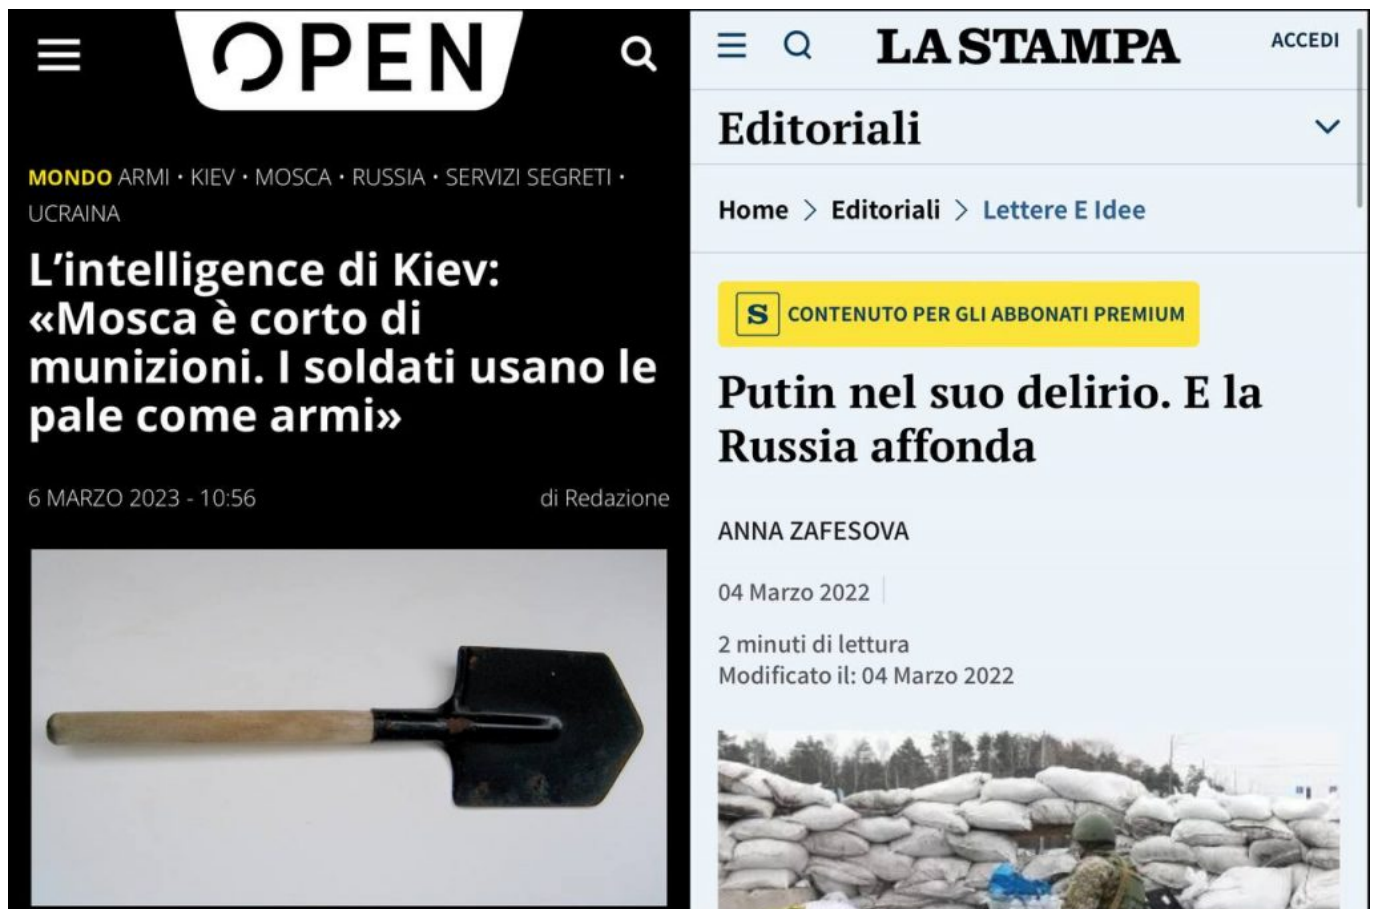 OPEN
MONDO ARMI • KIEV • MOSCA • RUSSIA • SERVIZI SEGRETI •
UCRAINA
L’intelligence di Kiev:
«Mosca è corto di
munizioni. I soldati usano le
pale come armi»
6 MARZO 2023 - 10:56
di Redazione
LA STAMPA
ACCEDI
Editoriali
Home > Editoriali > Lettere E Idee
S CONTENUTO PER GLI ABBONATI PREMIUM
Putin nel suo delirio. E la
Russia affonda
ANNA ZAFESOVA
04 Marzo 2022
2 minuti di lettura
Modificato il: 04 Marzo 2022